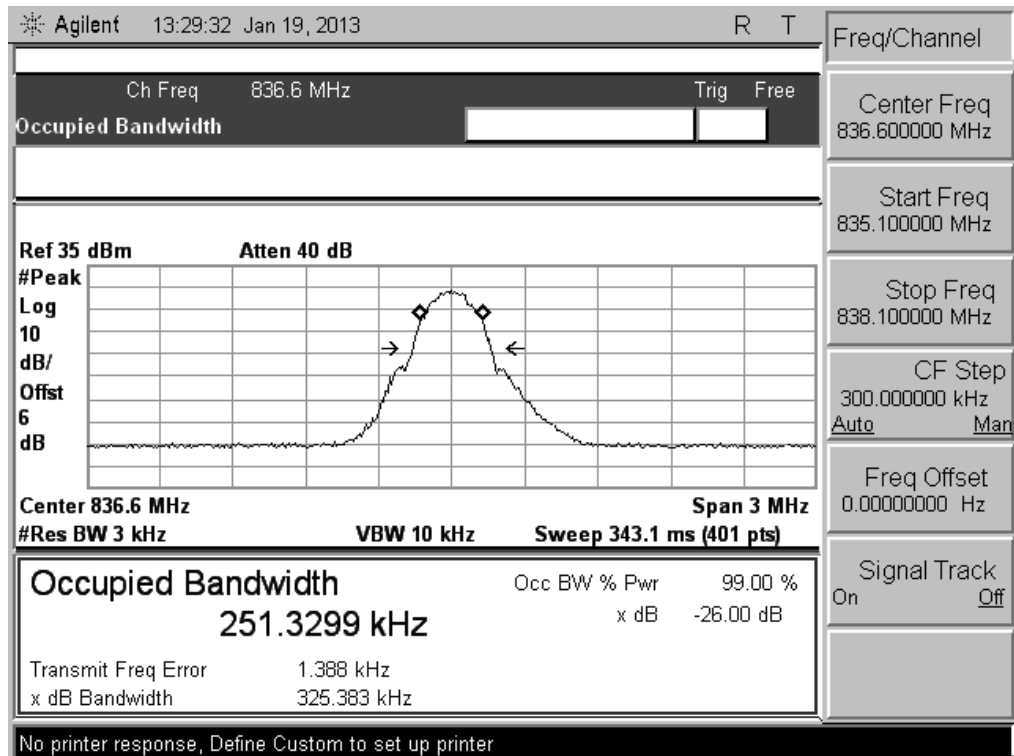 Agilent 13:29:32 Jan 19, 2013 R T
Ch Freq 836.6 MHz Trig Free
Occupied Bandwidth
Ref 35 dBm Atten 40 dB
#Peak
Log
10
dB/
Offst
6
dB
Center 836.6 MHz Span 3 MHz
#Res BW 3 kHz VBW 10 kHz Sweep 343.1 ms (401 pts)
Occupied Bandwidth
251.3299 kHz
Occ BW % Pwr 99.00 %
x dB -26.00 dB
Transmit Freq Error 1.388 kHz
x dB Bandwidth 325.383 kHz
No printer response, Define Custom to set up printer
Freq/Channel
Center Freq
836.600000 MHz
Start Freq
835.100000 MHz
Stop Freq
838.100000 MHz
CF Step
300.000000 kHz
Auto Man
Freq Offset
0.00000000 Hz
Signal Track
On Off